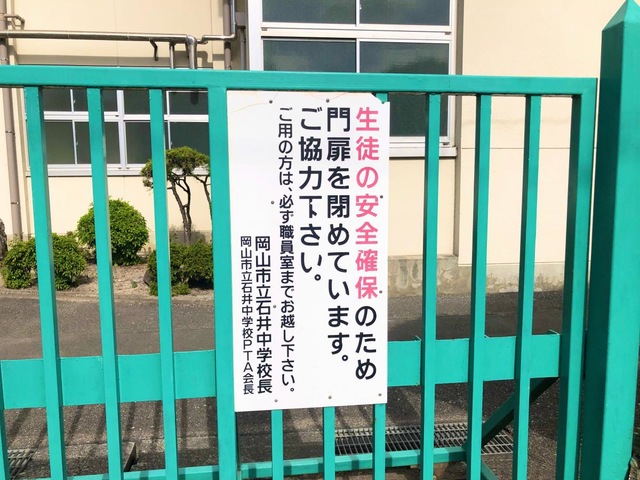 生徒の安全確保のため
門扉を閉めています。
ご協力下さい。
ご用の方は、必ず職員室までお越し下さい。
岡山市立石井中学校長
岡山市立石井中学校PTA会長